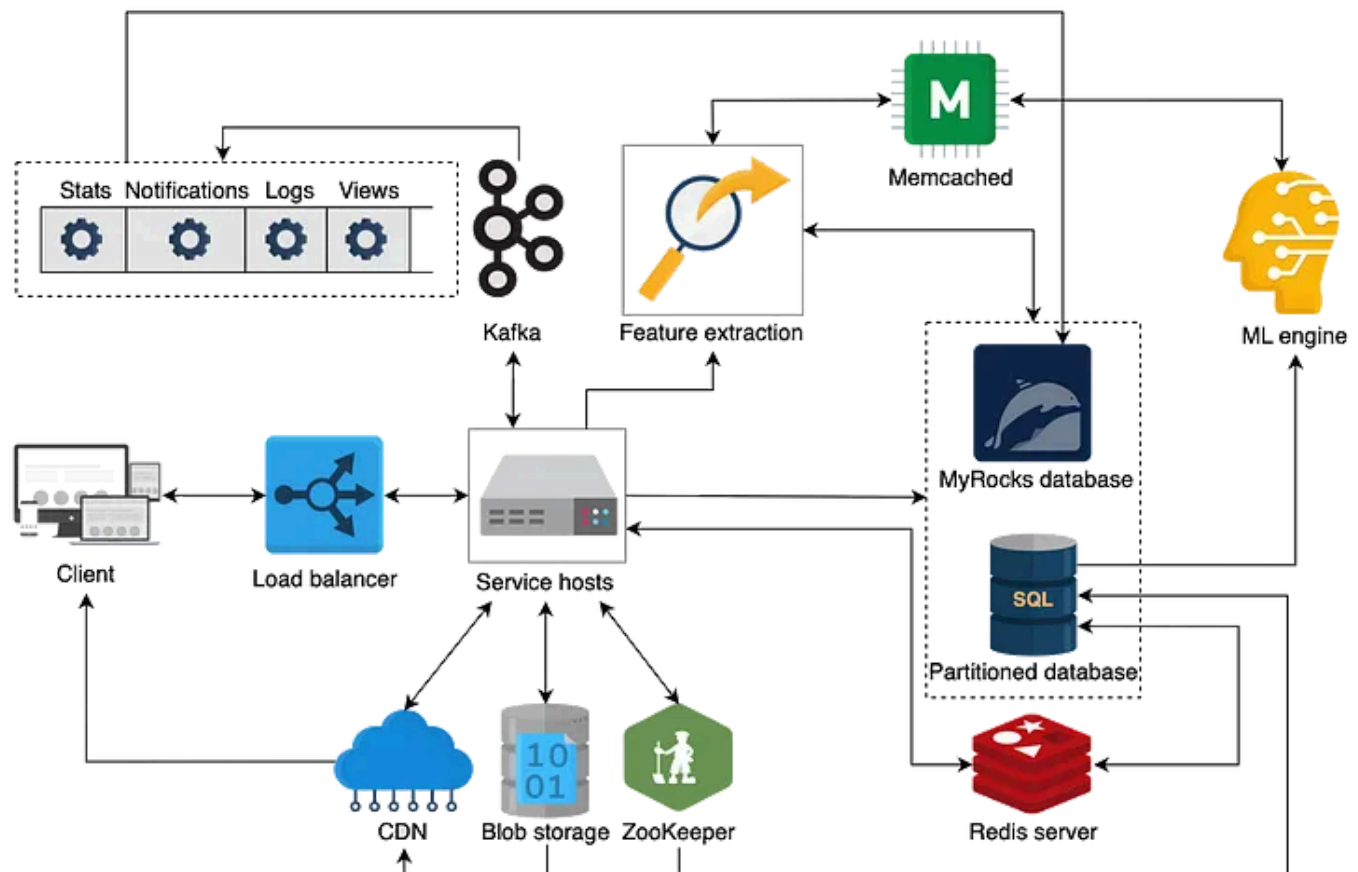 M
Memcached
Stats Notifications Logs Views
Kafka
Feature extraction
ML engine
MyRocks database
Client
Load balancer
Service hosts
SQL
Partitioned database
10
01
CDN
Blob storage
ZooKeeper
Redis server